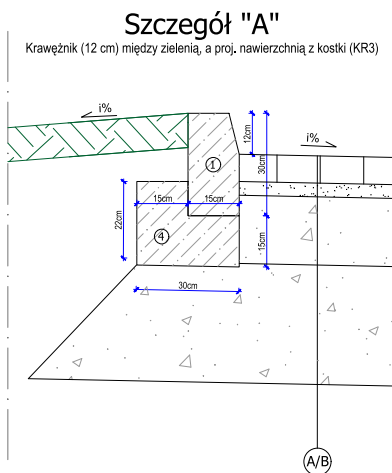 Szczegół "A"
Krawężnik (12 cm) między zielenią, a proj. nawierzchnią z kostki (KR3)
i%
12cm
i%
30cm
1
15cm
15cm
22cm
4
15cm
30cm
A/B